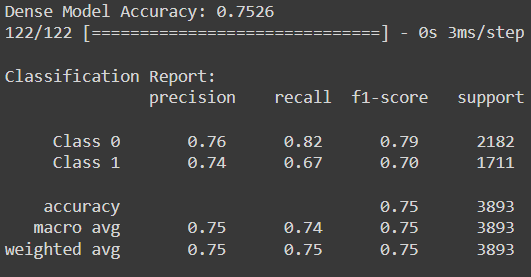 Dense Model Accuracy: 0.7526
122/122 [==============================] - 0s 3ms/step
Classification Report:
precision recall f1-score support
Class 0 0.76 0.82 0.79 2182
Class 1 0.74 0.67 0.70 1711
accuracy 0.75 3893
macro avg 0.75 0.74 0.75 3893
weighted avg 0.75 0.75 0.75 3893